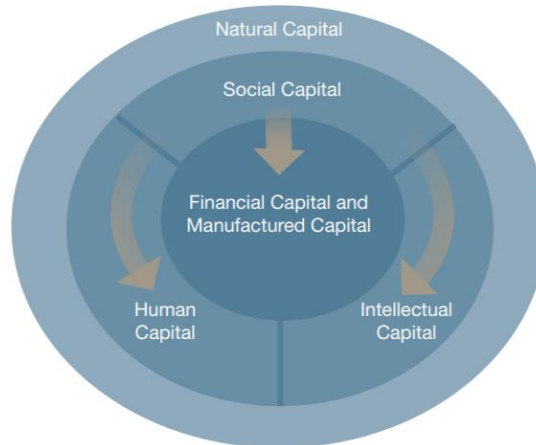 Natural Capital
Social Capital
Financial Capital and
Manufactured Capital
Human
Capital
Intellectual
Capital